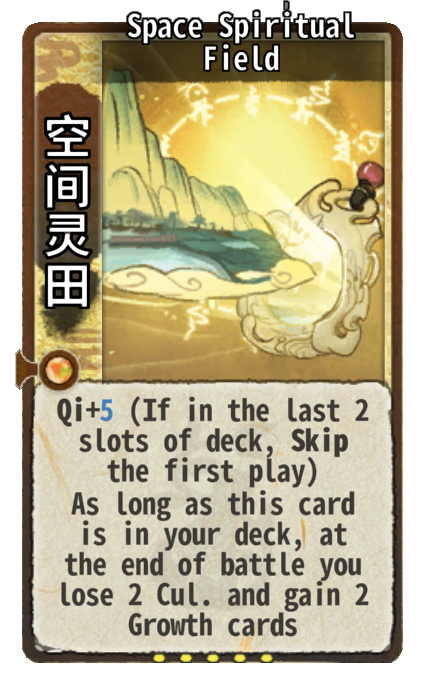 Space Spiritual
Field
空间灵田
Qi+5 (If in the last 2
slots of deck, Skip
the first play)
As long as this card
is in your deck, at
the end of battle you
lose 2 Cul. and gain 2
Growth cards